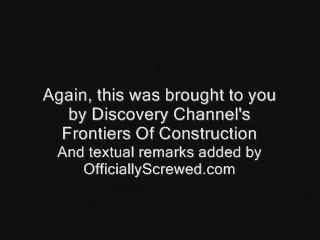 Again, this was brought to you
by Discovery Channel's
Frontiers Of Construction
And textual remarks added by
OfficiallyScrewed.com